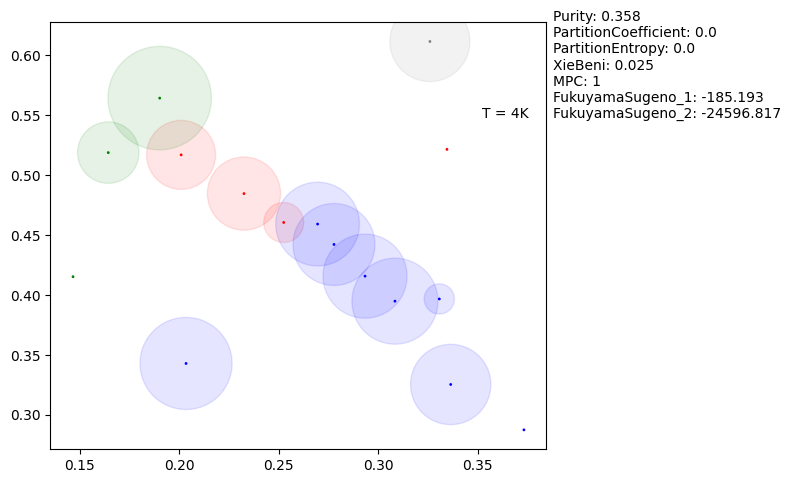 Purity: 0.358
PartitionCoefficient: 0.0
PartitionEntropy: 0.0
XieBeni: 0.025
MPC: 1
FukuyamaSugeno_1: -185.193
FukuyamaSugeno_2: -24596.817
T = 4K
0.60
0.55
0.50
0.45
0.40
0.35
0.30
0.15 0.20 0.25 0.30 0.35